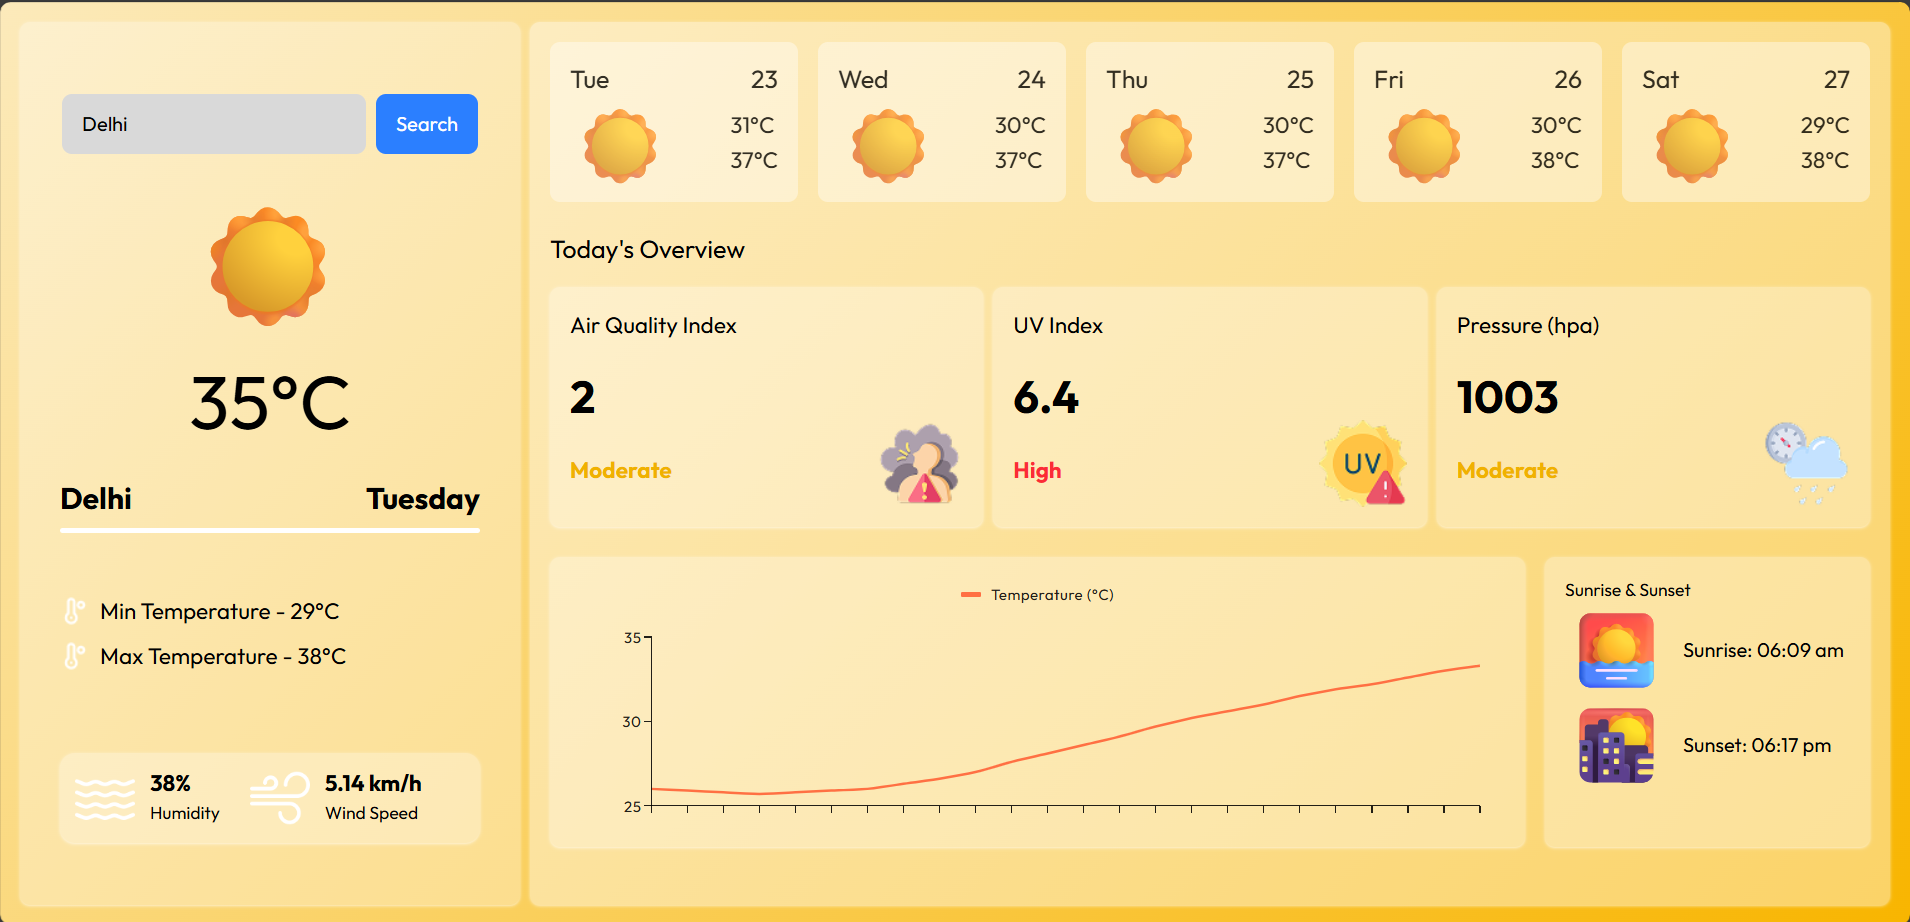 Delhi
Search
35°C
Delhi Tuesday
Min Temperature - 29°C
Max Temperature - 38°C
38%
Humidity
5.14 km/h
Wind Speed
Tue 23
31°C
37°C
Wed 24
30°C
37°C
Thu 25
30°C
37°C
Fri 26
30°C
38°C
Sat 27
29°C
38°C
Today's Overview
Air Quality Index
2
Moderate
UV Index
6.4
High
UV
Pressure (hpa)
1003
Moderate
Temperature (°C)
35
30
25
Sunrise & Sunset
Sunrise: 06:09 am
Sunset: 06:17 pm